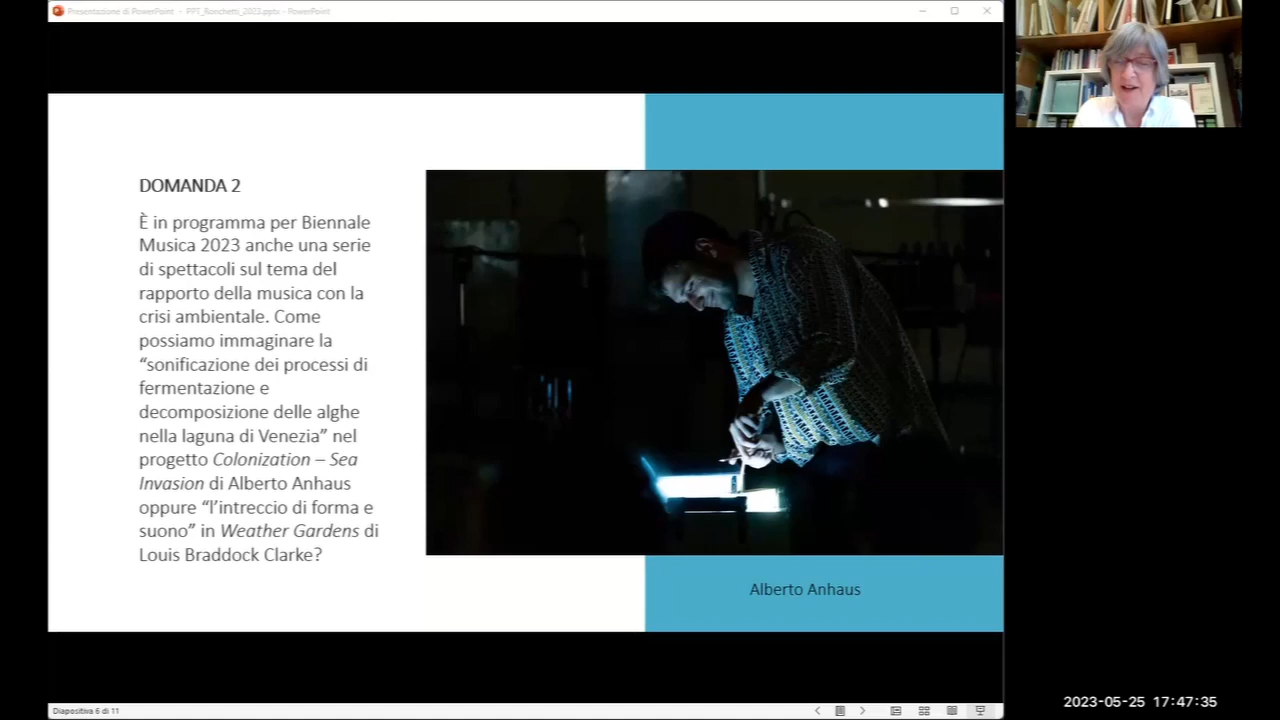 Presentazione di PowerPoint - PPT_Ronchetti_2023.pptx - PowerPoint
DOMANDA 2
È in programma per Biennale
Musica 2023 anche una serie
di spettacoli sul tema del
rapporto della musica con la
crisi ambientale. Come
possiamo immaginare la
“sonificazione dei processi di
fermentazione e
decomposizione delle alghe
nella laguna di Venezia” nel
progetto Colonization – Sea
Invasion di Alberto Anhaus
oppure “l’intreccio di forma e
suono” in Weather Gardens di
Louis Braddock Clarke?
Alberto Anhaus
Diapositiva 6 di 11
2023-05-25 17:47:35